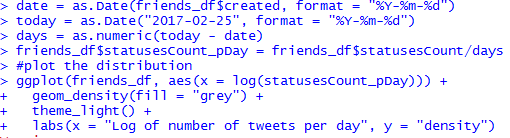 > date = as.Date(friends_df$created, format = "%Y-%m-%d")
> today = as.Date("2017-02-25", format = "%Y-%m-%d")
> days = as.numeric(today - date)
> friends_df$statusesCount_pDay = friends_df$statusesCount/days
> #plot the distribution
> ggplot(friends_df, aes(x = log(statusesCount_pDay))) +
+   geom_density(fill = "grey") +
+   theme_light() +
+   labs(x = "Log of number of tweets per day", y = "density")